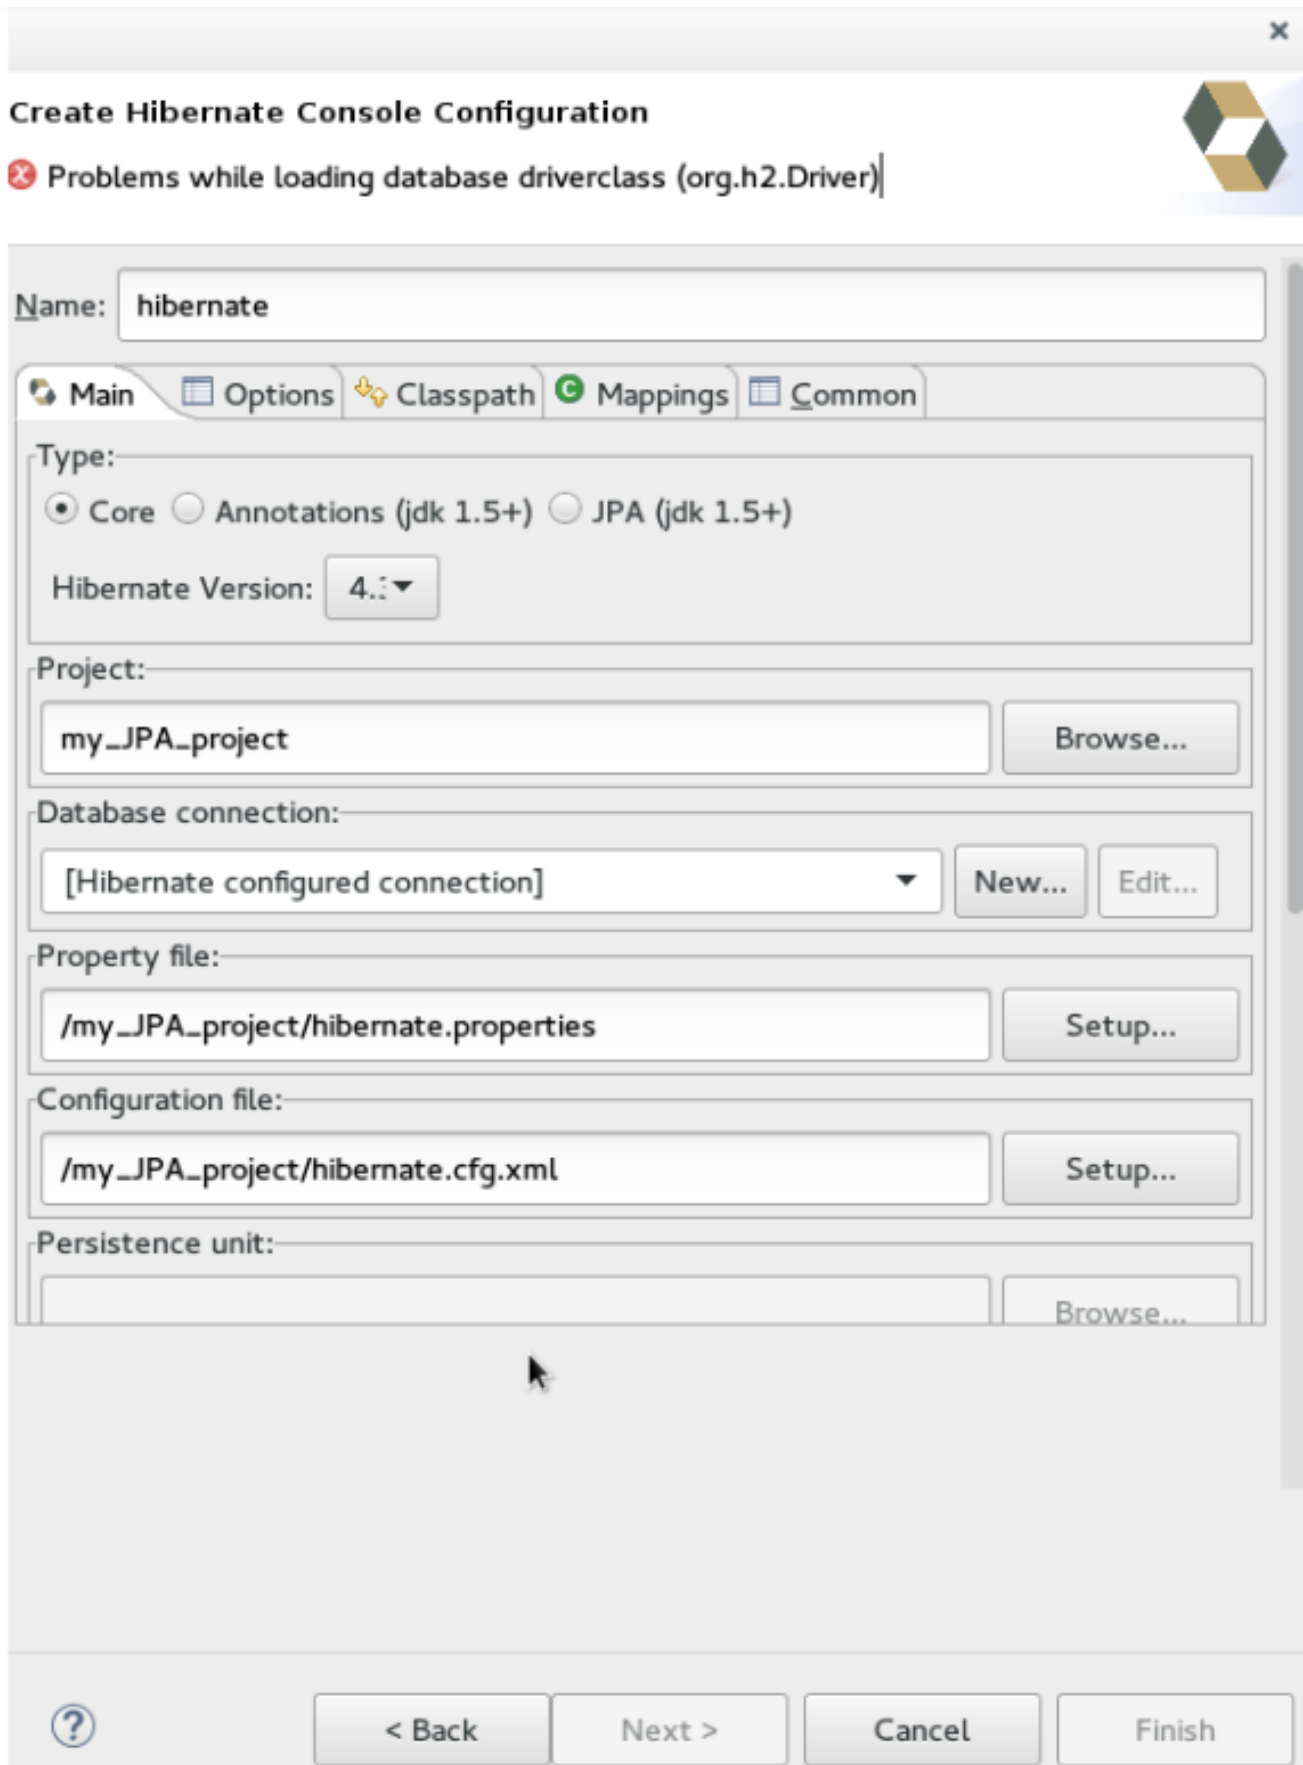 Create Hibernate Console Configuration
Problems while loading database driverclass (org.h2.Driver)
Name: hibernate
Main Options Classpath Mappings Common
Type:
Core Annotations (jdk 1.5+) JPA (jdk 1.5+)
Hibernate Version:
Project:
my_JPA_project Browse...
Database connection:
[Hibernate configured connection] New... Edit...
Property file:
/my_JPA_project/hibernate.properties Setup...
Configuration file:
/my_JPA_project/hibernate.cfg.xml Setup...
Persistence unit:
Browse...
< Back Next > Cancel Finish